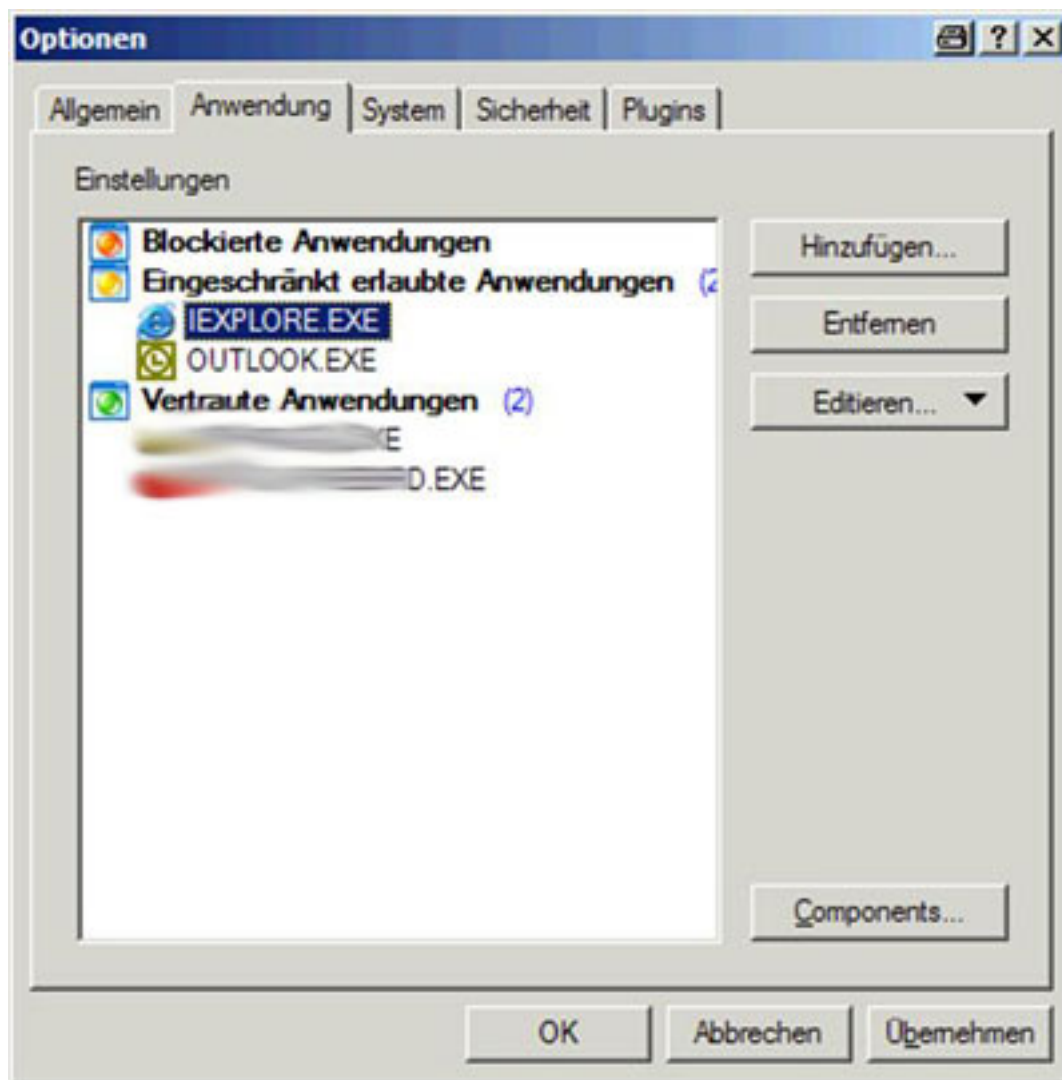 Optionen
Allgemein Anwendung System Sicherheit Plugins
Einstellungen
Blockierte Anwendungen
Eingeschränkt erlaubte Anwendungen
IEXPLORE.EXE
OUTLOOK.EXE
Vertraute Anwendungen (2)
D.EXE
Hinzufügen...
Entfernen
Editieren...
Components...
OK Abbrechen Übernehmen